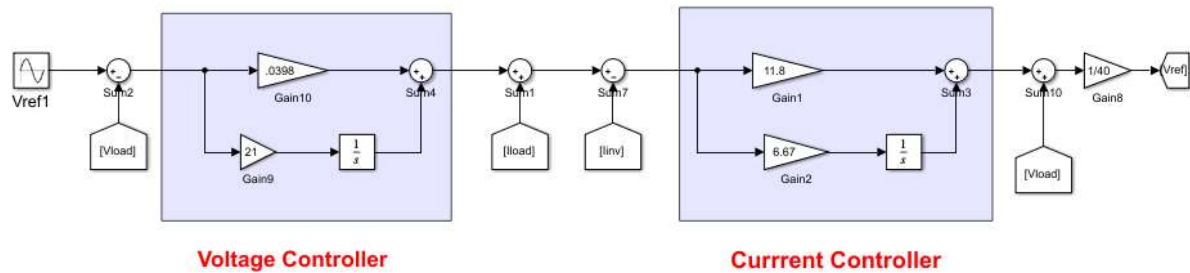 .0398
11.8
1/40
Vref]
Vref1
Sum2
Gain10
Sum4
Sum1
Sum7
Gain1
Sum3
Sum10
Gain8
[Vload]
21
1
s
[Iload]
[Iinv]
6.67
1
s
[Vload]
Gain9
Gain2
Voltage Controller
Currrent Controller